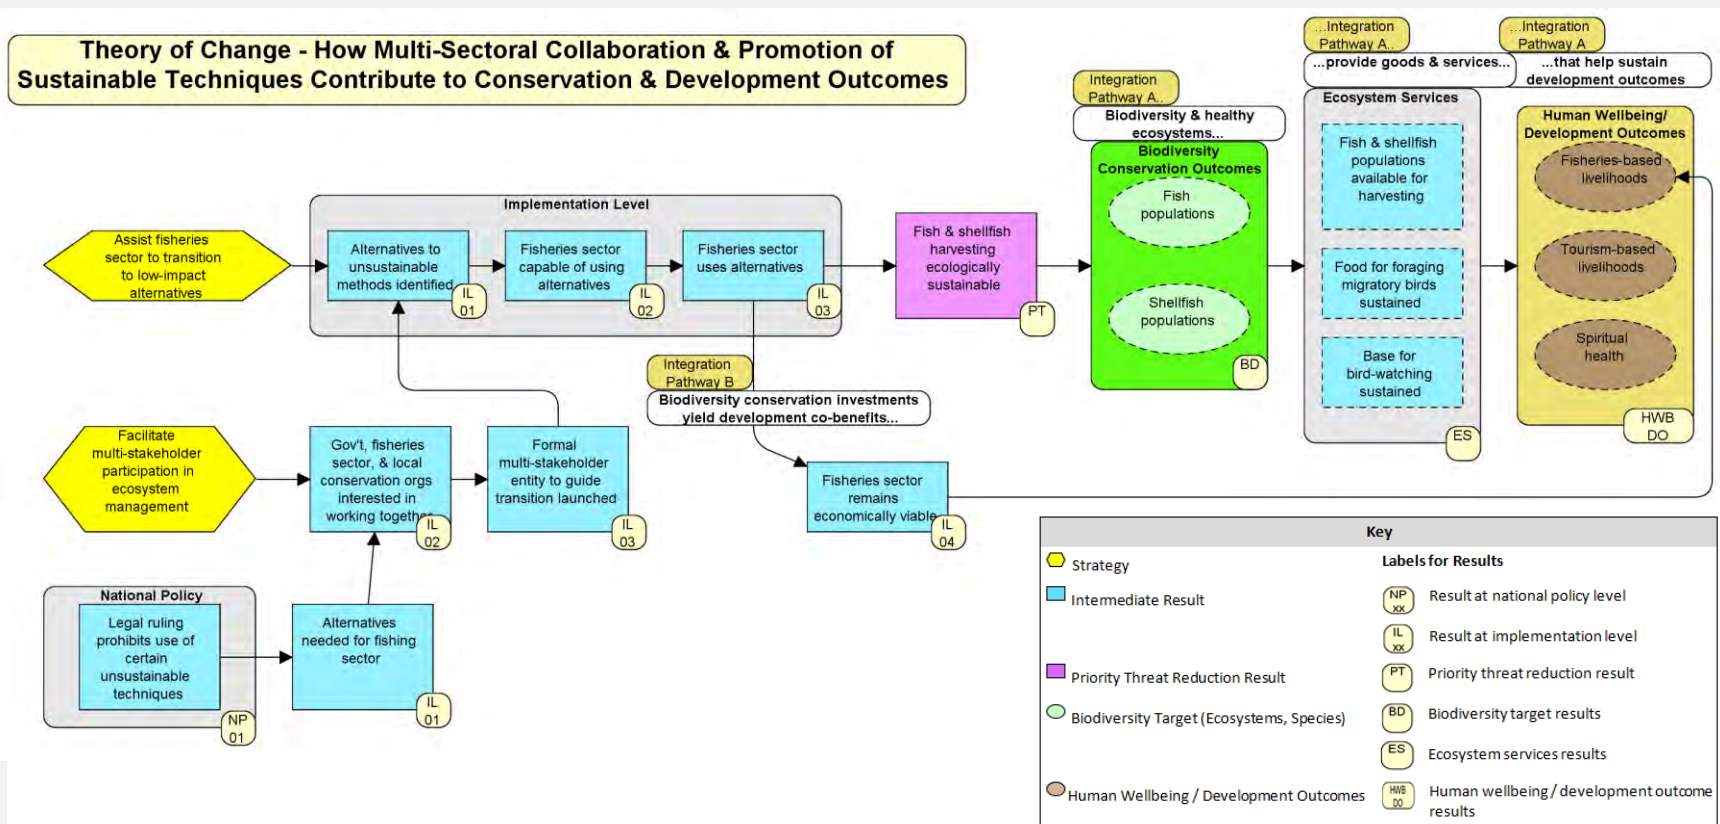 Theory of Change - How Multi-Sectoral Collaboration & Promotion of
Sustainable Techniques Contribute to Conservation & Development Outcomes
...Integration
Pathway A..
...provide goods & services...
...Integration
Pathway A
...that help sustain
development outcomes
Integration
Pathway A..
Biodiversity & healthy
ecosystems...
Biodiversity
Conservation Outcomes
Fish
populations
Shellfish
populations
BD
Ecosystem Services
Fish & shellfish
populations
available for
harvesting
Food for foraging
migratory birds
sustained
Base for
bird-watching
sustained
ES
Human Wellbeing/
Development Outcomes
Fisheries-based
livelihoods
Tourism-based
livelihoods
Spiritual
health
HWB
DO
Assist fisheries
sector to transition
to low-impact
alternatives
Implementation Level
Alternatives to
unsustainable
methods identified
IL
01
Fisheries sector
capable of using
alternatives
IL
02
Fisheries sector
uses alternatives
IL
03
Fish & shellfish
harvesting
ecologically
sustainable
PT
Integration
Pathway B
Biodiversity conservation investments
yield development co-benefits...
Facilitate
multi-stakeholder
participation in
ecosystem
management
Gov't, fisheries
sector, & local
conservation orgs
interested in
working together
IL
02
Formal
multi-stakeholder
entity to guide
transition launched
IL
03
Fisheries sector
remains
economically viable
IL
04
National Policy
Legal ruling
prohibits use of
certain
unsustainable
techniques
NP
01
Alternatives
needed for fishing
sector
IL
01
Key
Strategy
Intermediate Result
Priority Threat Reduction Result
Biodiversity Target (Ecosystems, Species)
Human Wellbeing / Development Outcomes
Labels for Results
NP
xx
Result at national policy level
IL
xx
Result at implementation level
PT
Priority threat reduction result
BD
Biodiversity target results
ES
Ecosystem services results
HWB
DO
Human wellbeing / development outcome
results